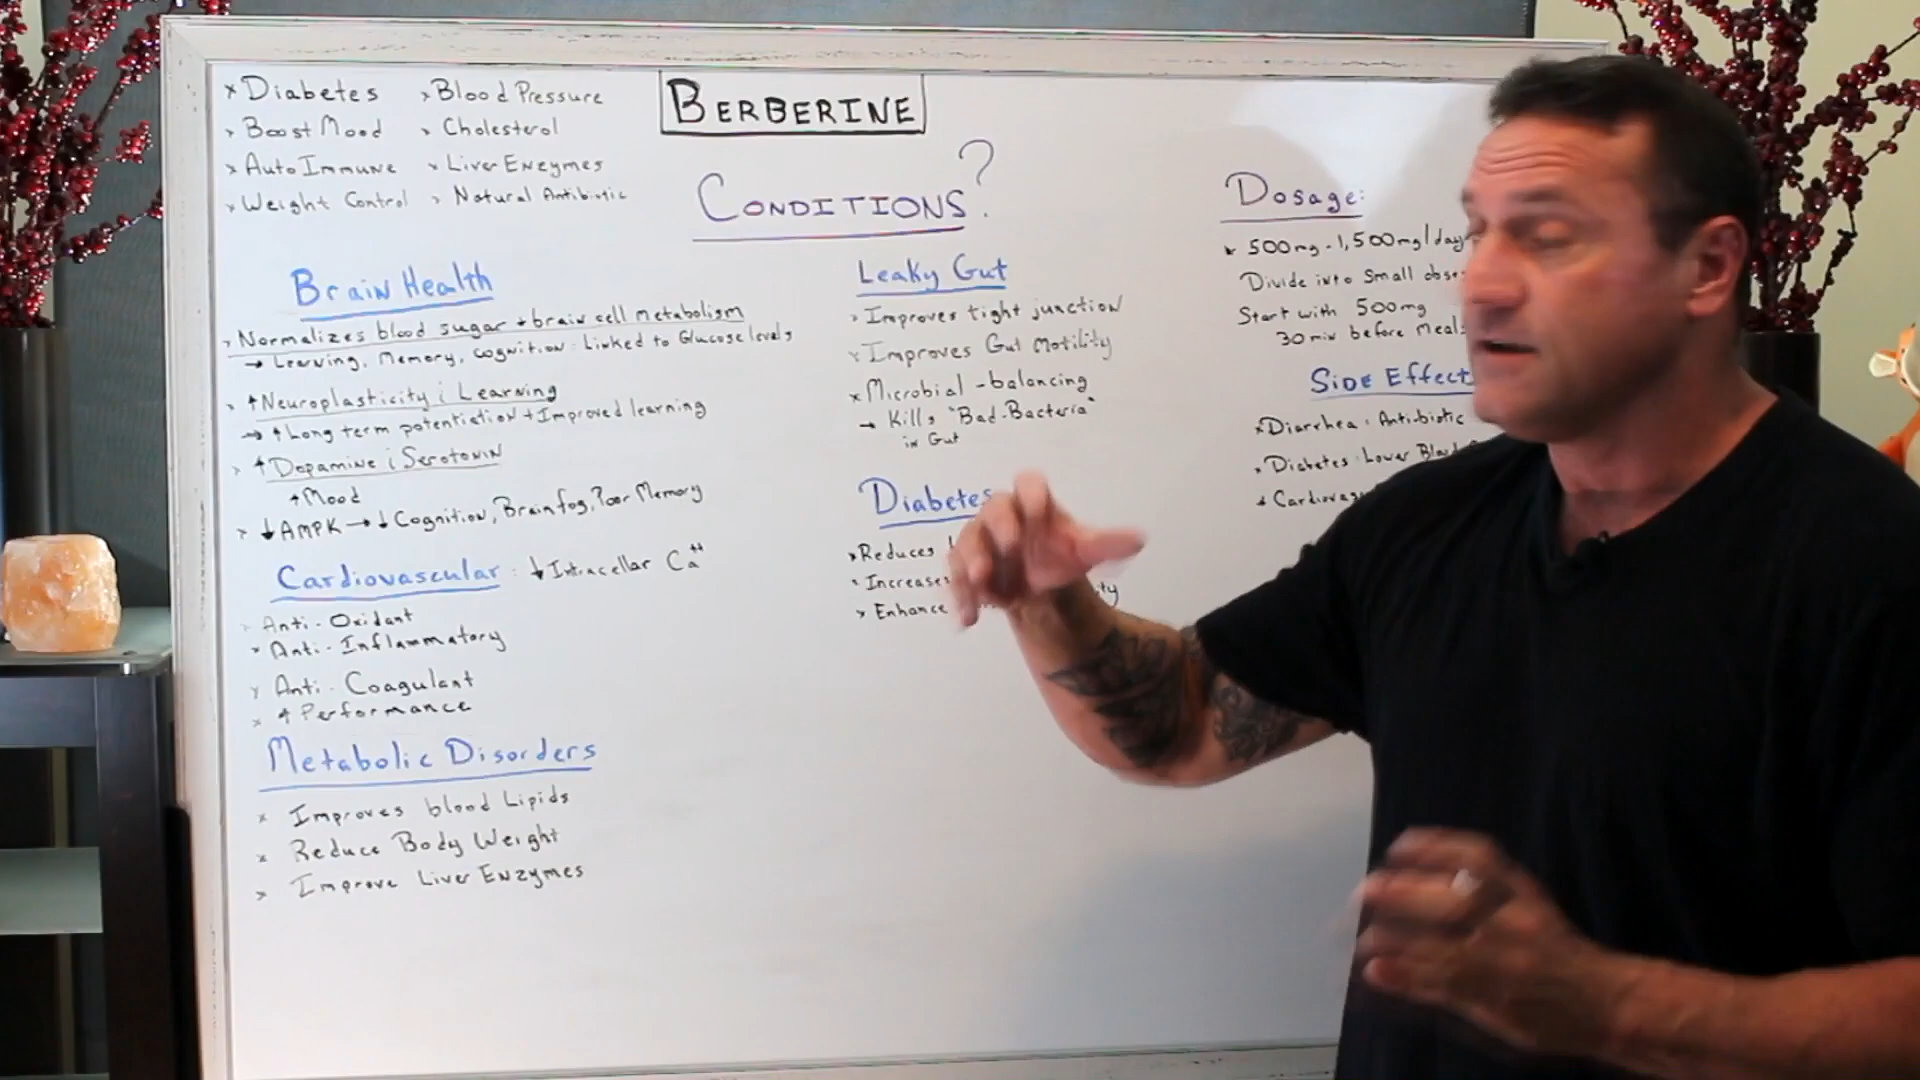 BERBERINE
× Diabetes
× Boost Mood
× Auto Immune
× Weight Control
× Blood Pressure
× Cholesterol
× Liver Enzymes
× Natural Antibiotic
CONDITIONS?
Brain Health
× Normalizes blood sugar + brain cell metabolism
→ Learning, Memory, cognition: Linked to Glucose levels
× ↑ Neuroplasticity ; Learning
→ ↑ Long term potentiation + Improved learning
× ↑ Dopamine ; Serotonin
↑ Mood
× ↓ AMPK → ↓ Cognition, Brain fog, Poor Memory
Cardiovascular: ↓ Intracellar Ca++
× Anti-Oxidant
× Anti-Inflammatory
× Anti-Coagulant
× ↑ Performance
Metabolic Disorders
× Improves blood Lipids
× Reduce Body Weight
× Improve Liver Enzymes
Leaky Gut
× Improves tight junction
× Improves Gut Motility
× Microbial-balancing
→ Kills "Bad-Bacteria"
in Gut
Diabetes
× Reduces
× Increases
× Enhance
Dosage:
× 500mg - 1,500mg/day
Divide into small
Start with 500mg
30 min before meal
SIDE Effect
× Diarrhea: Anti-biotic
× Diabetes: Lower